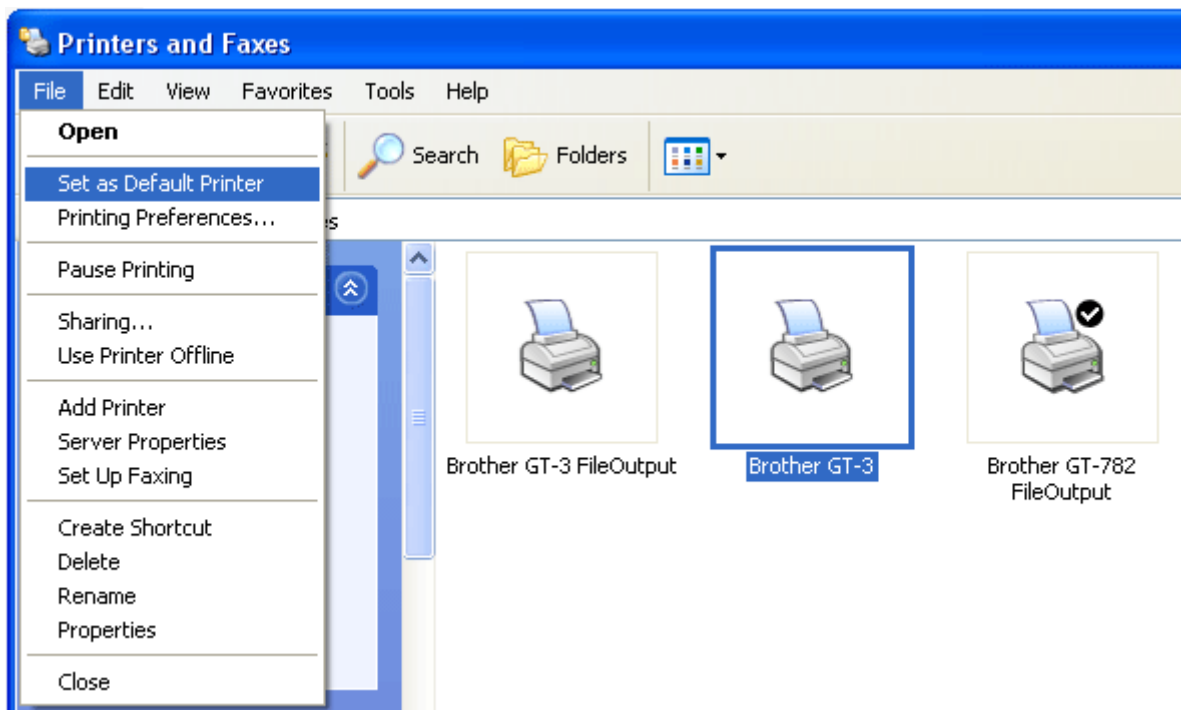 Printers and Faxes
File Edit View Favorites Tools Help
Open
Search Folders
Set as Default Printer
Printing Preferences...
Pause Printing
Sharing...
Use Printer Offline
Add Printer
Server Properties
Set Up Faxing
Create Shortcut
Delete
Rename
Properties
Close
Brother GT-3 FileOutput
Brother GT-3
Brother GT-782
FileOutput